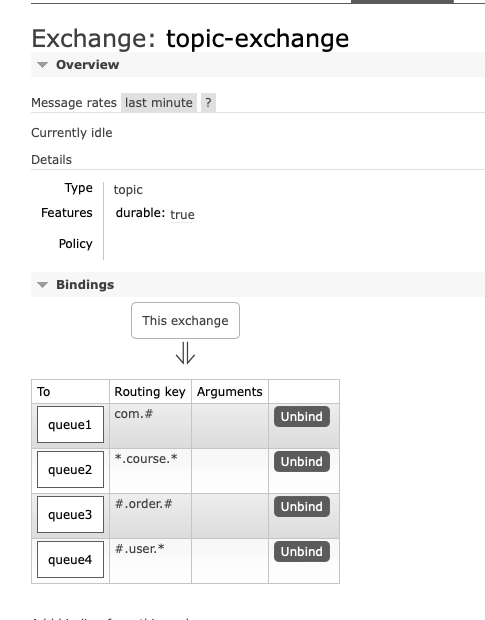 Exchange: topic-exchange
Overview
Message rates last minute ?
Currently idle
Details
Type topic
Features durable: true
Policy
Bindings
This exchange
⇓
To Routing key Arguments
queue1 com.# Unbind
queue2 *.course.* Unbind
queue3 #.order.# Unbind
queue4 #.user.* Unbind